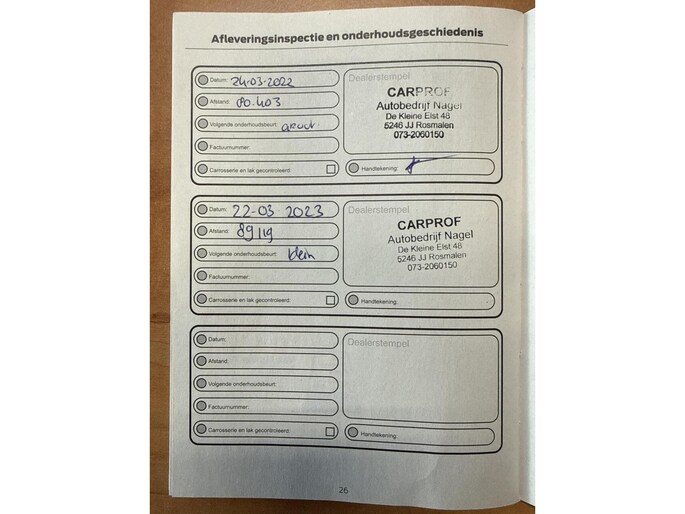 Afleveringsinspectie en onderhoudsgeschiedenis
Datum: 24-03-2022
Afstand: 80.403
Volgende onderhoudsbeurt: groot.
Factuurnummer:
Carrosserie en lak gecontroleerd:
Dealerstempel
CARPROF
Autobedrijf Nagel
De Kleine Elst 48
5246 JJ Rosmalen
073-2060150
Handtekening:
Datum: 22-03 2023
Afstand: 89119
Volgende onderhoudsbeurt: klein
Factuurnummer:
Carrosserie en lak gecontroleerd:
Dealerstempel
CARPROF
Autobedrijf Nagel
De Kleine Elst 48
5246 JJ Rosmalen
073-2060150
Handtekening:
Datum:
Afstand:
Volgende onderhoudsbeurt:
Factuurnummer:
Carrosserie en lak gecontroleerd:
Dealerstempel
Handtekening:
26